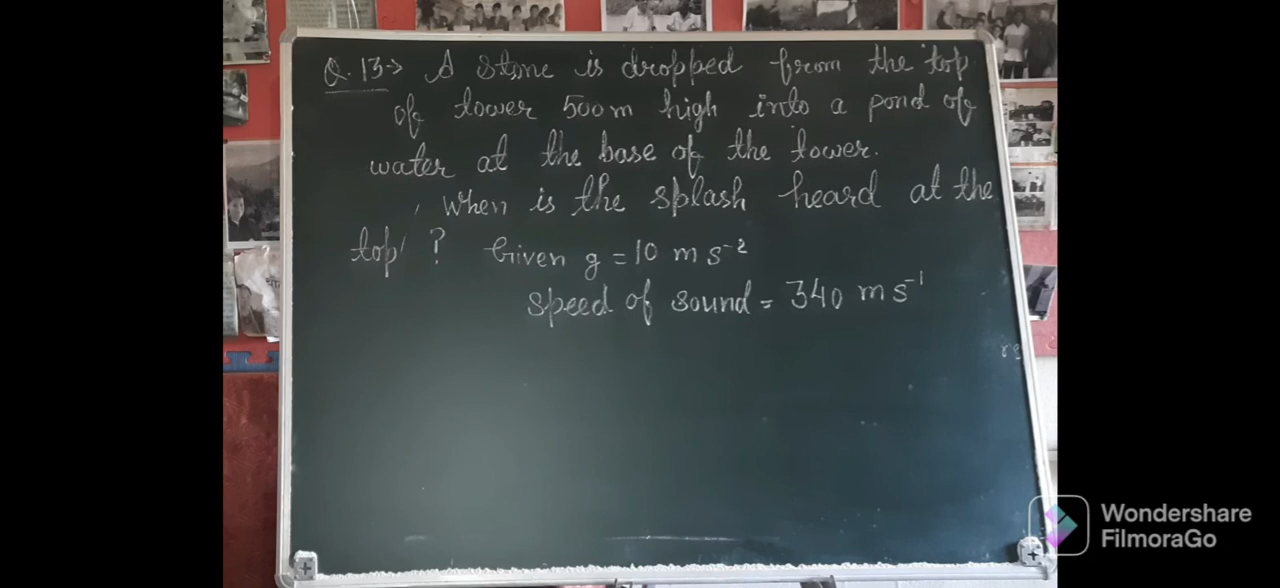 Q. 13→ A stone is dropped from the top
of tower 500m high into a pond of
water at the base of the tower.
, When is the splash heard at the
top ? Given g = 10 m s⁻²
speed of sound = 340 m s⁻¹
Wondershare
FilmoraGo